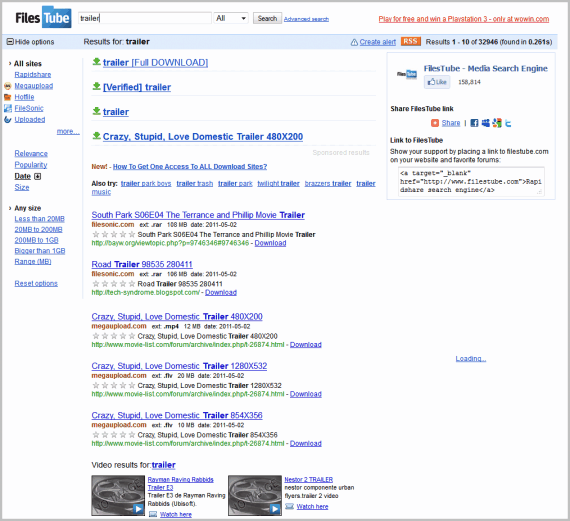 FilesTube
trailer
All
Search
Advanced search
Play for free and win a Playstation 3 - only at wowin.com
Hide options
Results for: trailer
Create alert
RSS
Results 1 - 10 of 32946 (found in 0.261s)
All sites
Rapidshare
Megaupload
Hotfile
FileSonic
Uploaded
more...
Relevance
Popularity
Date
Size
Any size
Less than 20MB
20MB to 200MB
200MB to 1GB
Bigger than 1GB
Range (MB)
Reset options
trailer [Full DOWNLOAD]
[Verified] trailer
trailer
Crazy, Stupid, Love Domestic Trailer 480X200
Sponsored results
New! - How To Get One Access To ALL Download Sites?
Also try: trailer park boys trailer trash trailer park twilight trailer brazzers trailer trailer
music
South Park S06E04 The Terrance and Phillip Movie Trailer
filesonic.com ext: .rar 108 MB date: 2011-05-02
South Park S06E04 The Terrance and Phillip Movie Trailer
http://bayw.org/viewtopic.php?p=9746346#9746346 - Download
Road Trailer 98535 280411
filesonic.com ext: .rar 106 MB date: 2011-05-02
Road Trailer 98535 280411
http://tech-syndrome.blogspot.com/ - Download
Crazy, Stupid, Love Domestic Trailer 480X200
megaupload.com ext: .mp4 12 MB date: 2011-05-02
Crazy, Stupid, Love Domestic Trailer 480X200
http://www.movie-list.com/forum/archive/index.php/t-26874.html - Download
Crazy, Stupid, Love Domestic Trailer 1280X532
megaupload.com ext: .flv 20 MB date: 2011-05-02
Crazy, Stupid, Love Domestic Trailer 1280X532
http://www.movie-list.com/forum/archive/index.php/t-26874.html - Download
Crazy, Stupid, Love Domestic Trailer 854X356
megaupload.com ext: .flv 10 MB date: 2011-05-02
Crazy, Stupid, Love Domestic Trailer 854X356
http://www.movie-list.com/forum/archive/index.php/t-26874.html - Download
Video results for:trailer
Rayman Raving Rabbids
Trailer E3
Trailer E3 de Rayman Raving
Rabbids (Ubisoft).
Watch here
Nestor 2 TRAILER
nestor componente urban
flyers.trailer 2 video
Watch here
FilesTube
FilesTube - Media Search Engine
Like
158,814
Share FilesTube link
Share
Link to FilesTube
Show your support by placing a link to filestube.com
on your website and favorite forums:
<a target="_blank"
href="http://www.filestube.com">Rapi
dshare search engine</a>
Loading...